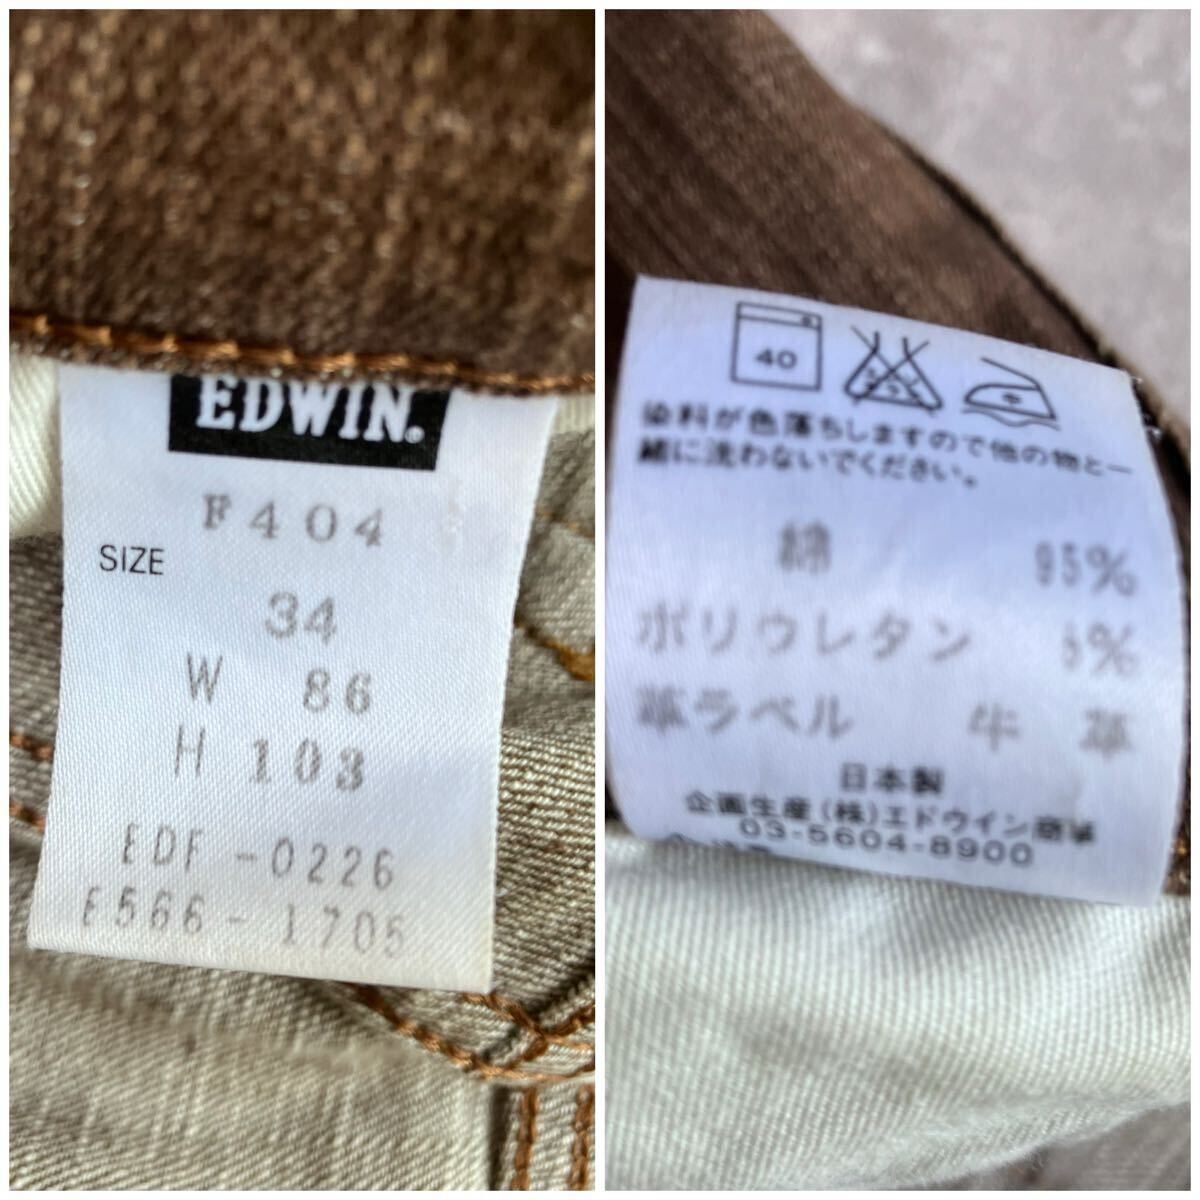 EDWIN.
F404
SIZE
34
W 86
H 103
EDF -0226
E566-1705
40
染料が色落ちしますので他の物と一
緒に洗わないでください。
綿 95%
ポリウレタン 5%
革ラベル 牛 革
日本製
企画生産(株)エドウイン商事
03-5604-8900